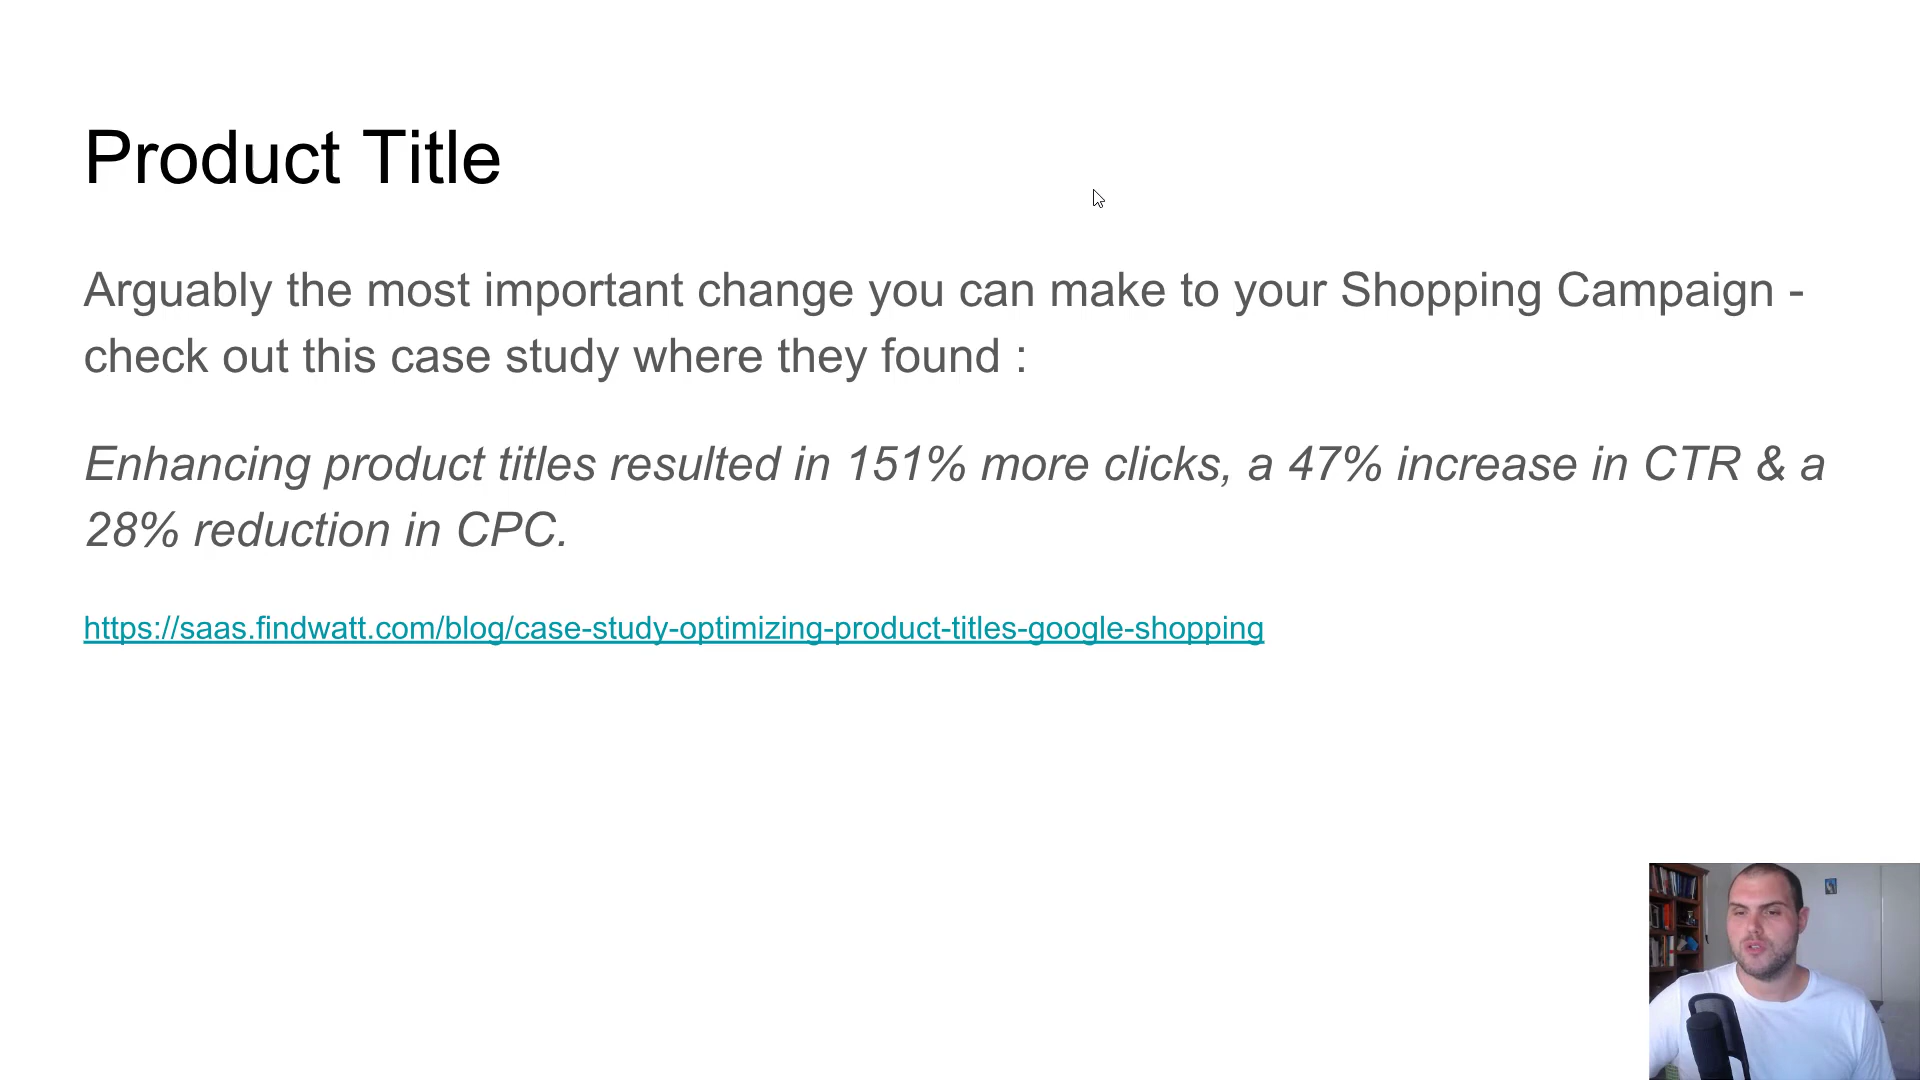 Product Title
Arguably the most important change you can make to your Shopping Campaign -
check out this case study where they found :
Enhancing product titles resulted in 151% more clicks, a 47% increase in CTR & a
28% reduction in CPC.
https://saas.findwatt.com/blog/case-study-optimizing-product-titles-google-shopping